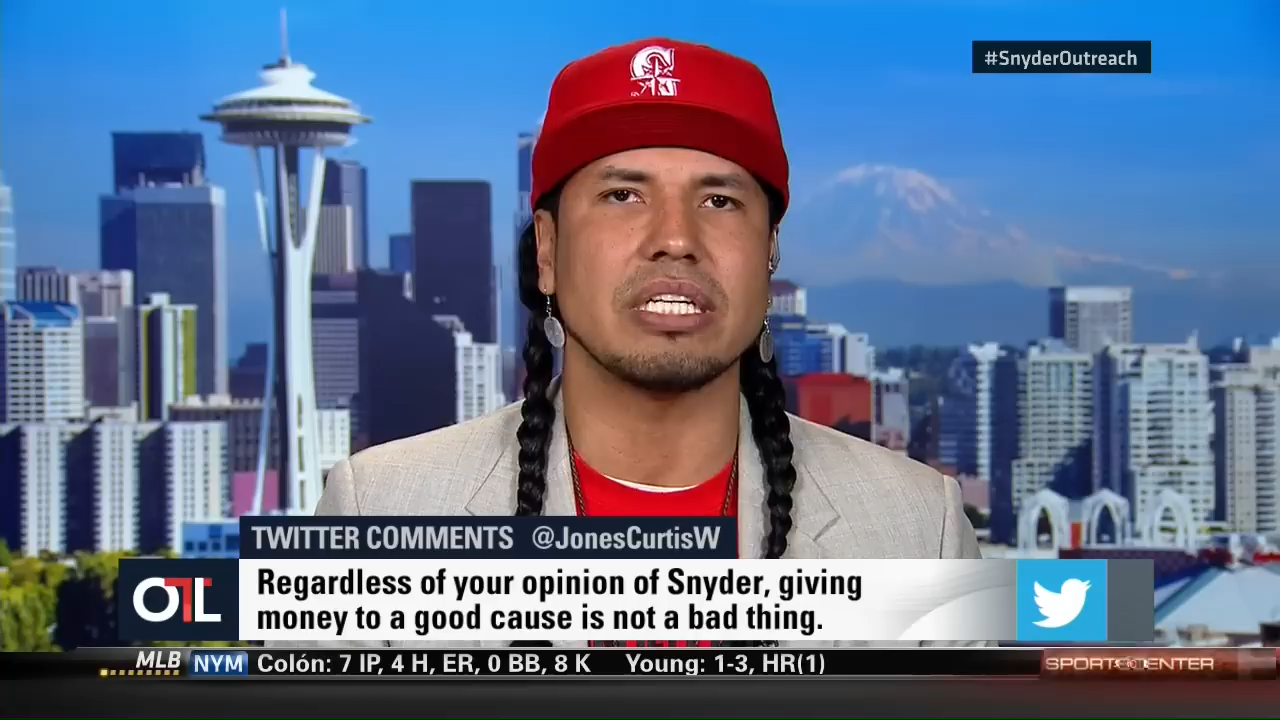 #SnyderOutreach
TWITTER COMMENTS @JonesCurtisW
OTL
Regardless of your opinion of Snyder, giving
money to a good cause is not a bad thing.
MLB NYM Colón: 7 IP, 4 H, ER, 0 BB, 8 K Young: 1-3, HR(1)
SPORTSCENTER